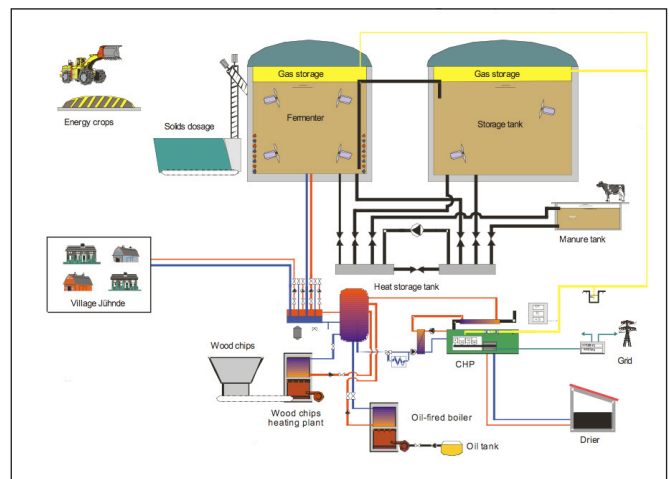 Gas storage
Gas storage
Fermenter
Storage tank
Energy crops
Solids dosage
Manure tank
Heat storage tank
Village Jühnde
Wood chips
CHP
Grid
Wood chips
heating plant
Oil-fired boiler
Oil tank
Drier